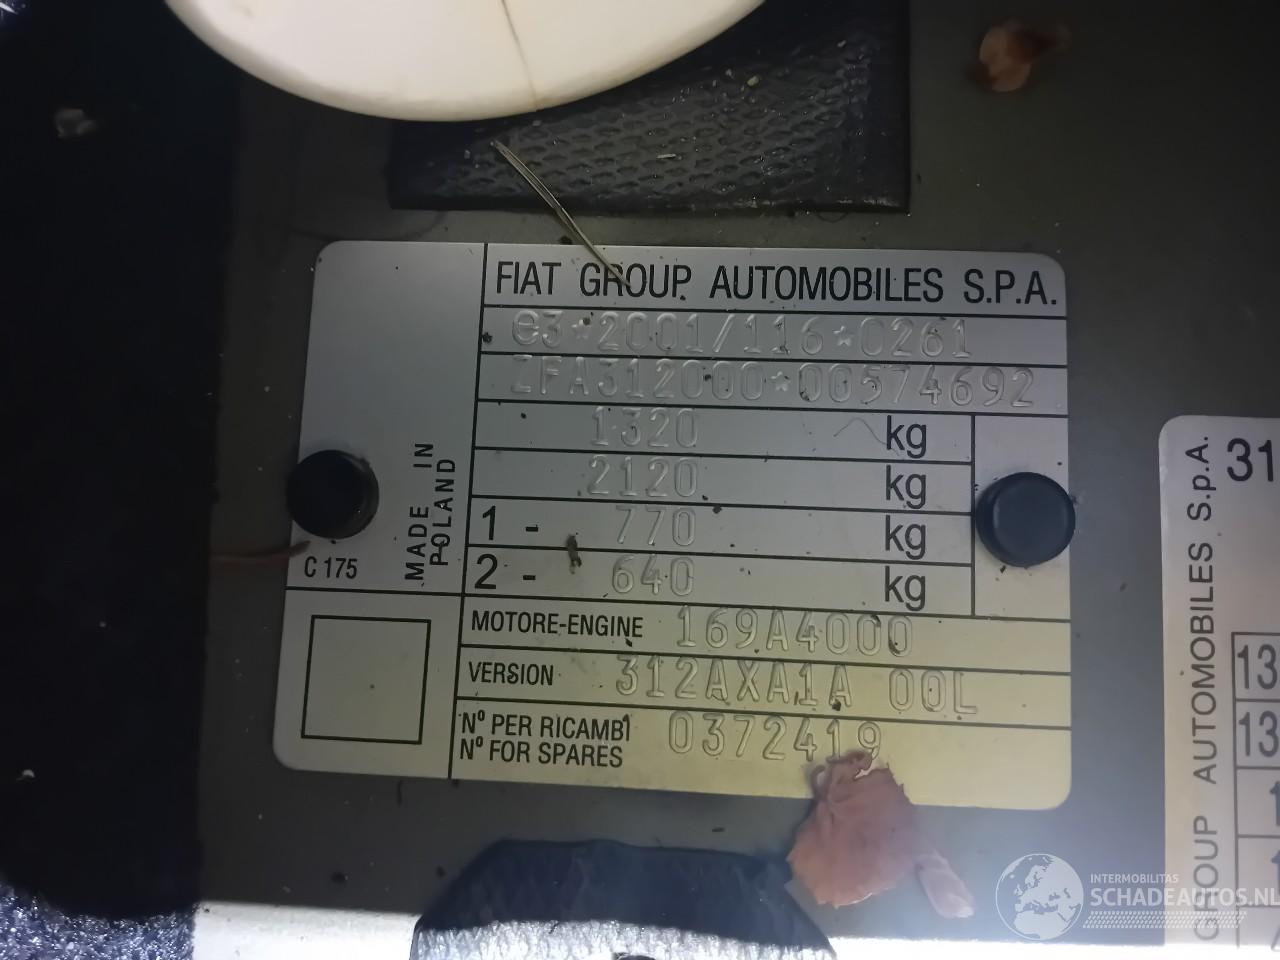 FIAT GROUP AUTOMOBILES S.P.A.
e3*2001/116*0261
ZFA312000*00574692
1320 kg
2120 kg
1 - 770 kg
2 - 640 kg
MOTORE-ENGINE 169A4000
VERSION 312AXA1A 00L
N° PER RICAMBI
N° FOR SPARES
0372419
MADE IN
POLAND
C 175
GROUP AUTOMOBILES S.p.A.
31
13
13
INTERMOBILITAS
SCHADEAUTOS.NL